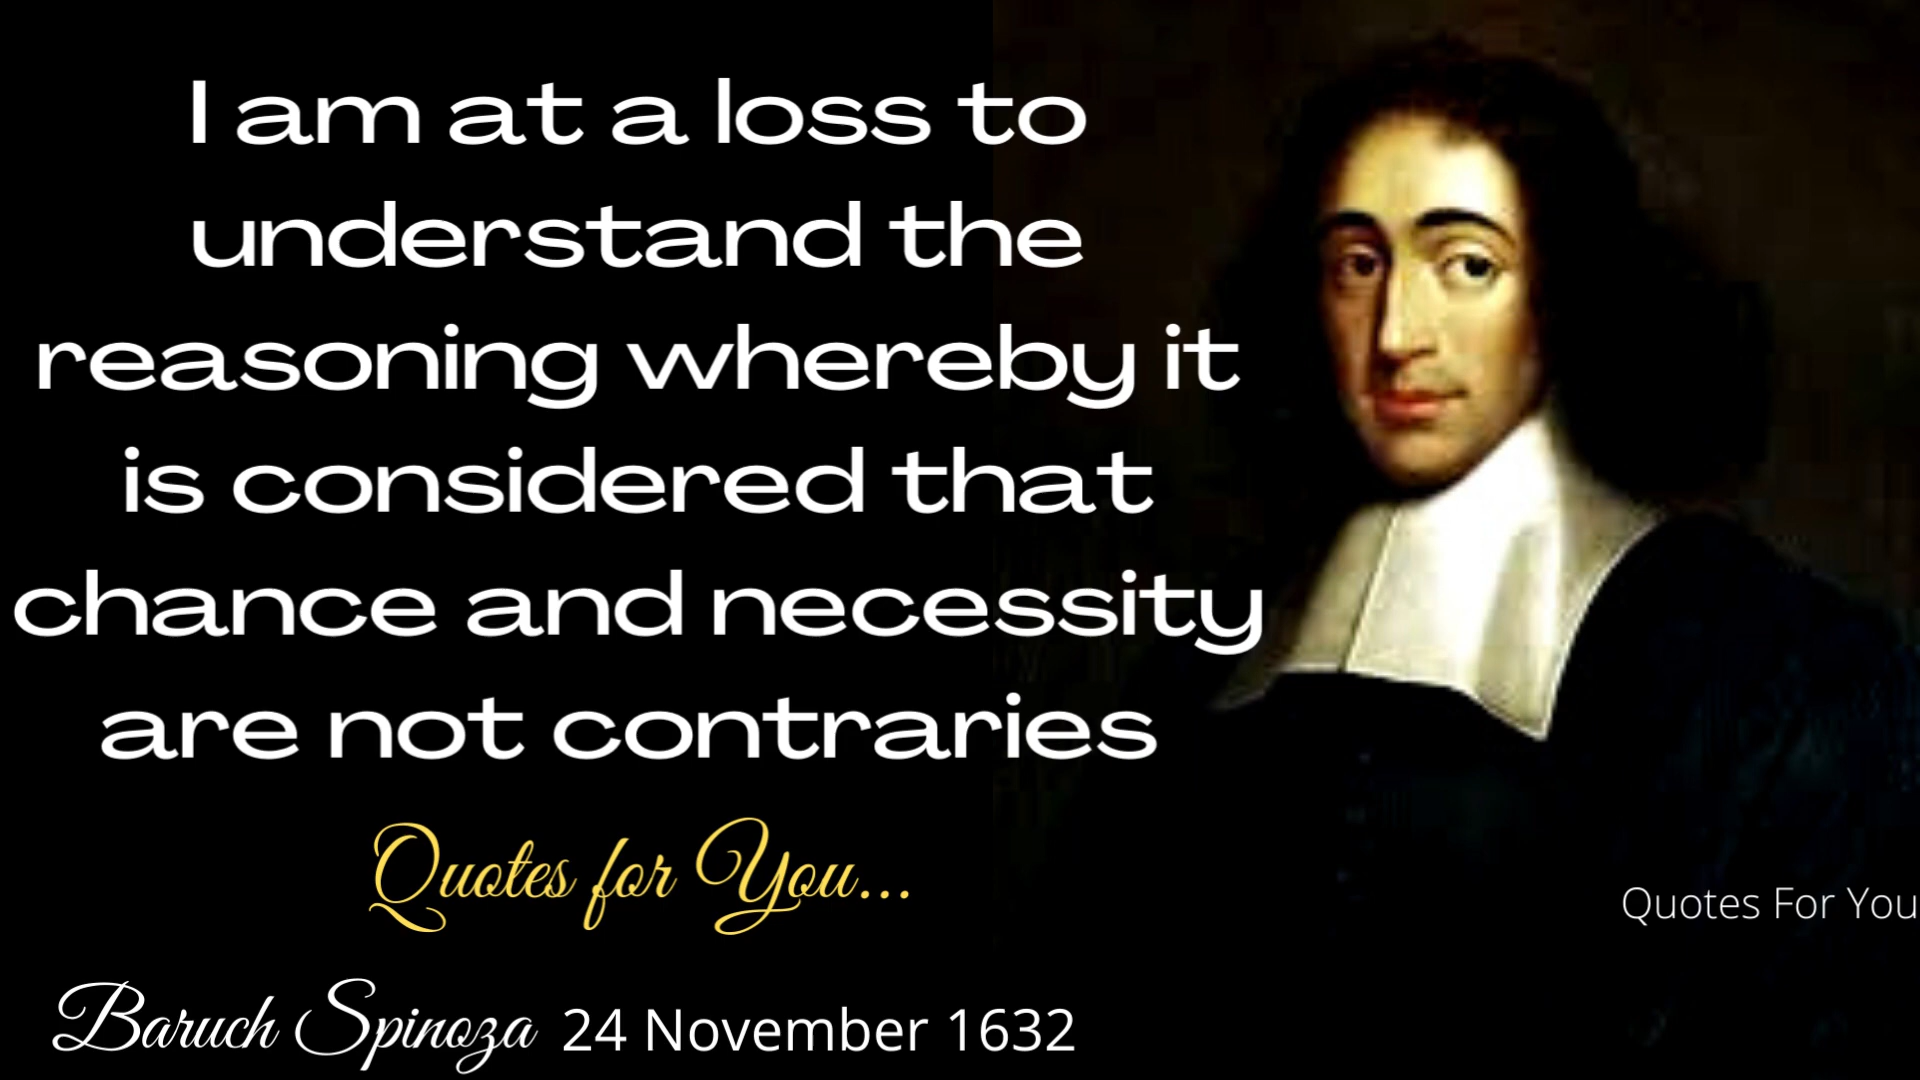 I am at a loss to
understand the
reasoning whereby it
is considered that
chance and necessity
are not contraries
Quotes for You...
Quotes For You
Baruch Spinoza 24 November 1632